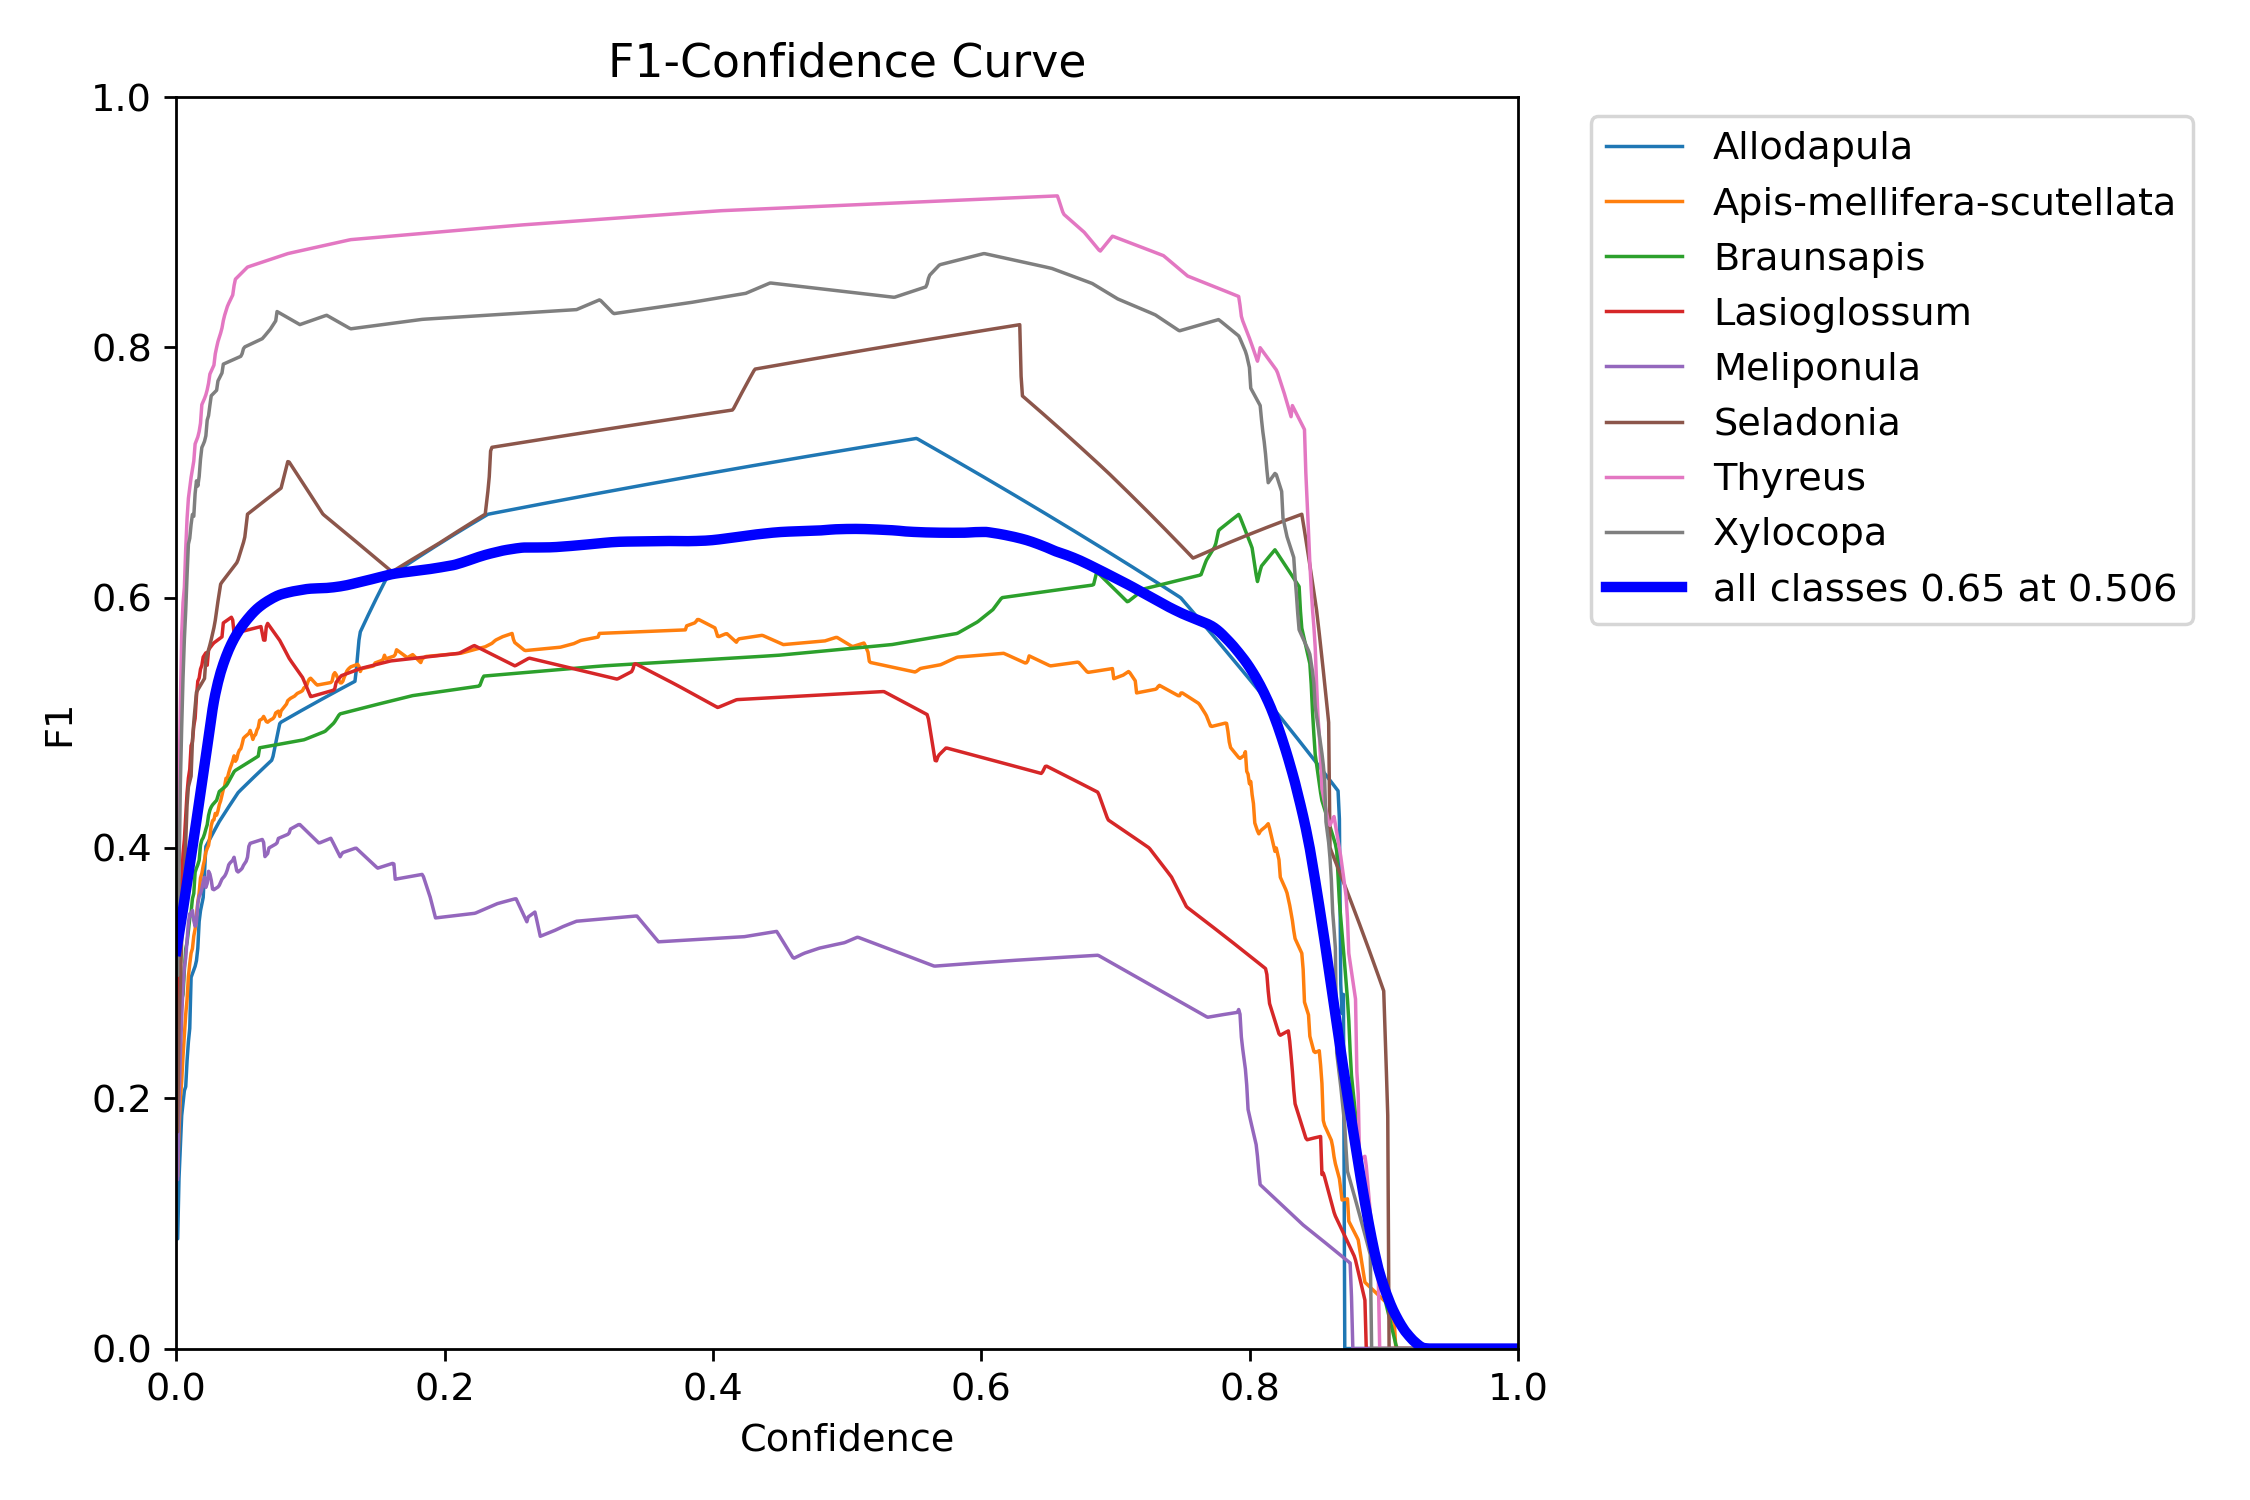 F1-Confidence Curve
1.0
0.8
0.6
0.4
0.2
0.0
F1
0.0 0.2 0.4 0.6 0.8 1.0
Confidence
Allodapula
Apis-mellifera-scutellata
Braunsapis
Lasioglossum
Meliponula
Seladonia
Thyreus
Xylocopa
all classes 0.65 at 0.506